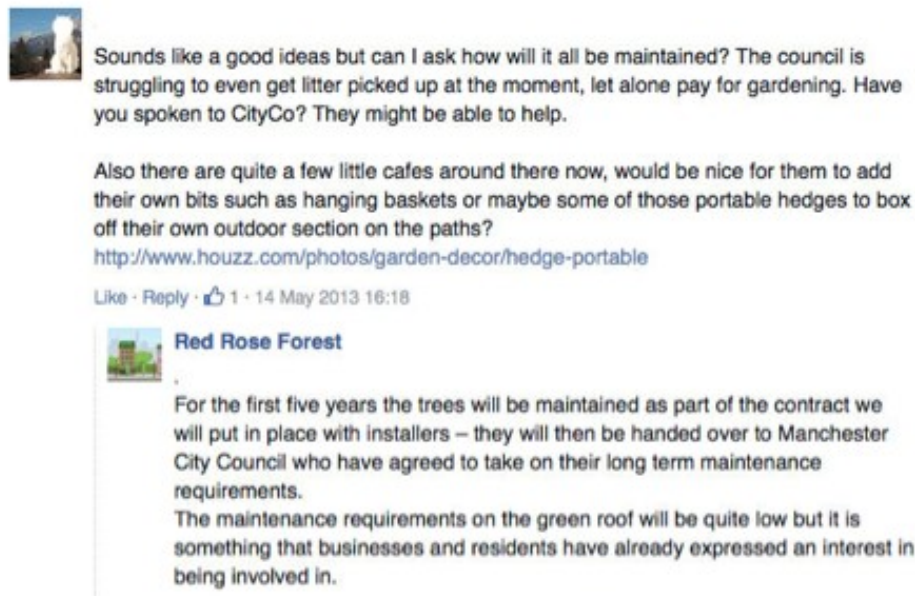 Sounds like a good ideas but can I ask how will it all be maintained? The council is
struggling to even get litter picked up at the moment, let alone pay for gardening. Have
you spoken to CityCo? They might be able to help.
Also there are quite a few little cafes around there now, would be nice for them to add
their own bits such as hanging baskets or maybe some of those portable hedges to box
off their own outdoor section on the paths?
http://www.houzz.com/photos/garden-decor/hedge-portable
Like · Reply · 1 · 14 May 2013 16:18
Red Rose Forest
.
For the first five years the trees will be maintained as part of the contract we
will put in place with installers – they will then be handed over to Manchester
City Council who have agreed to take on their long term maintenance
requirements.
The maintenance requirements on the green roof will be quite low but it is
something that businesses and residents have already expressed an interest in
being involved in.